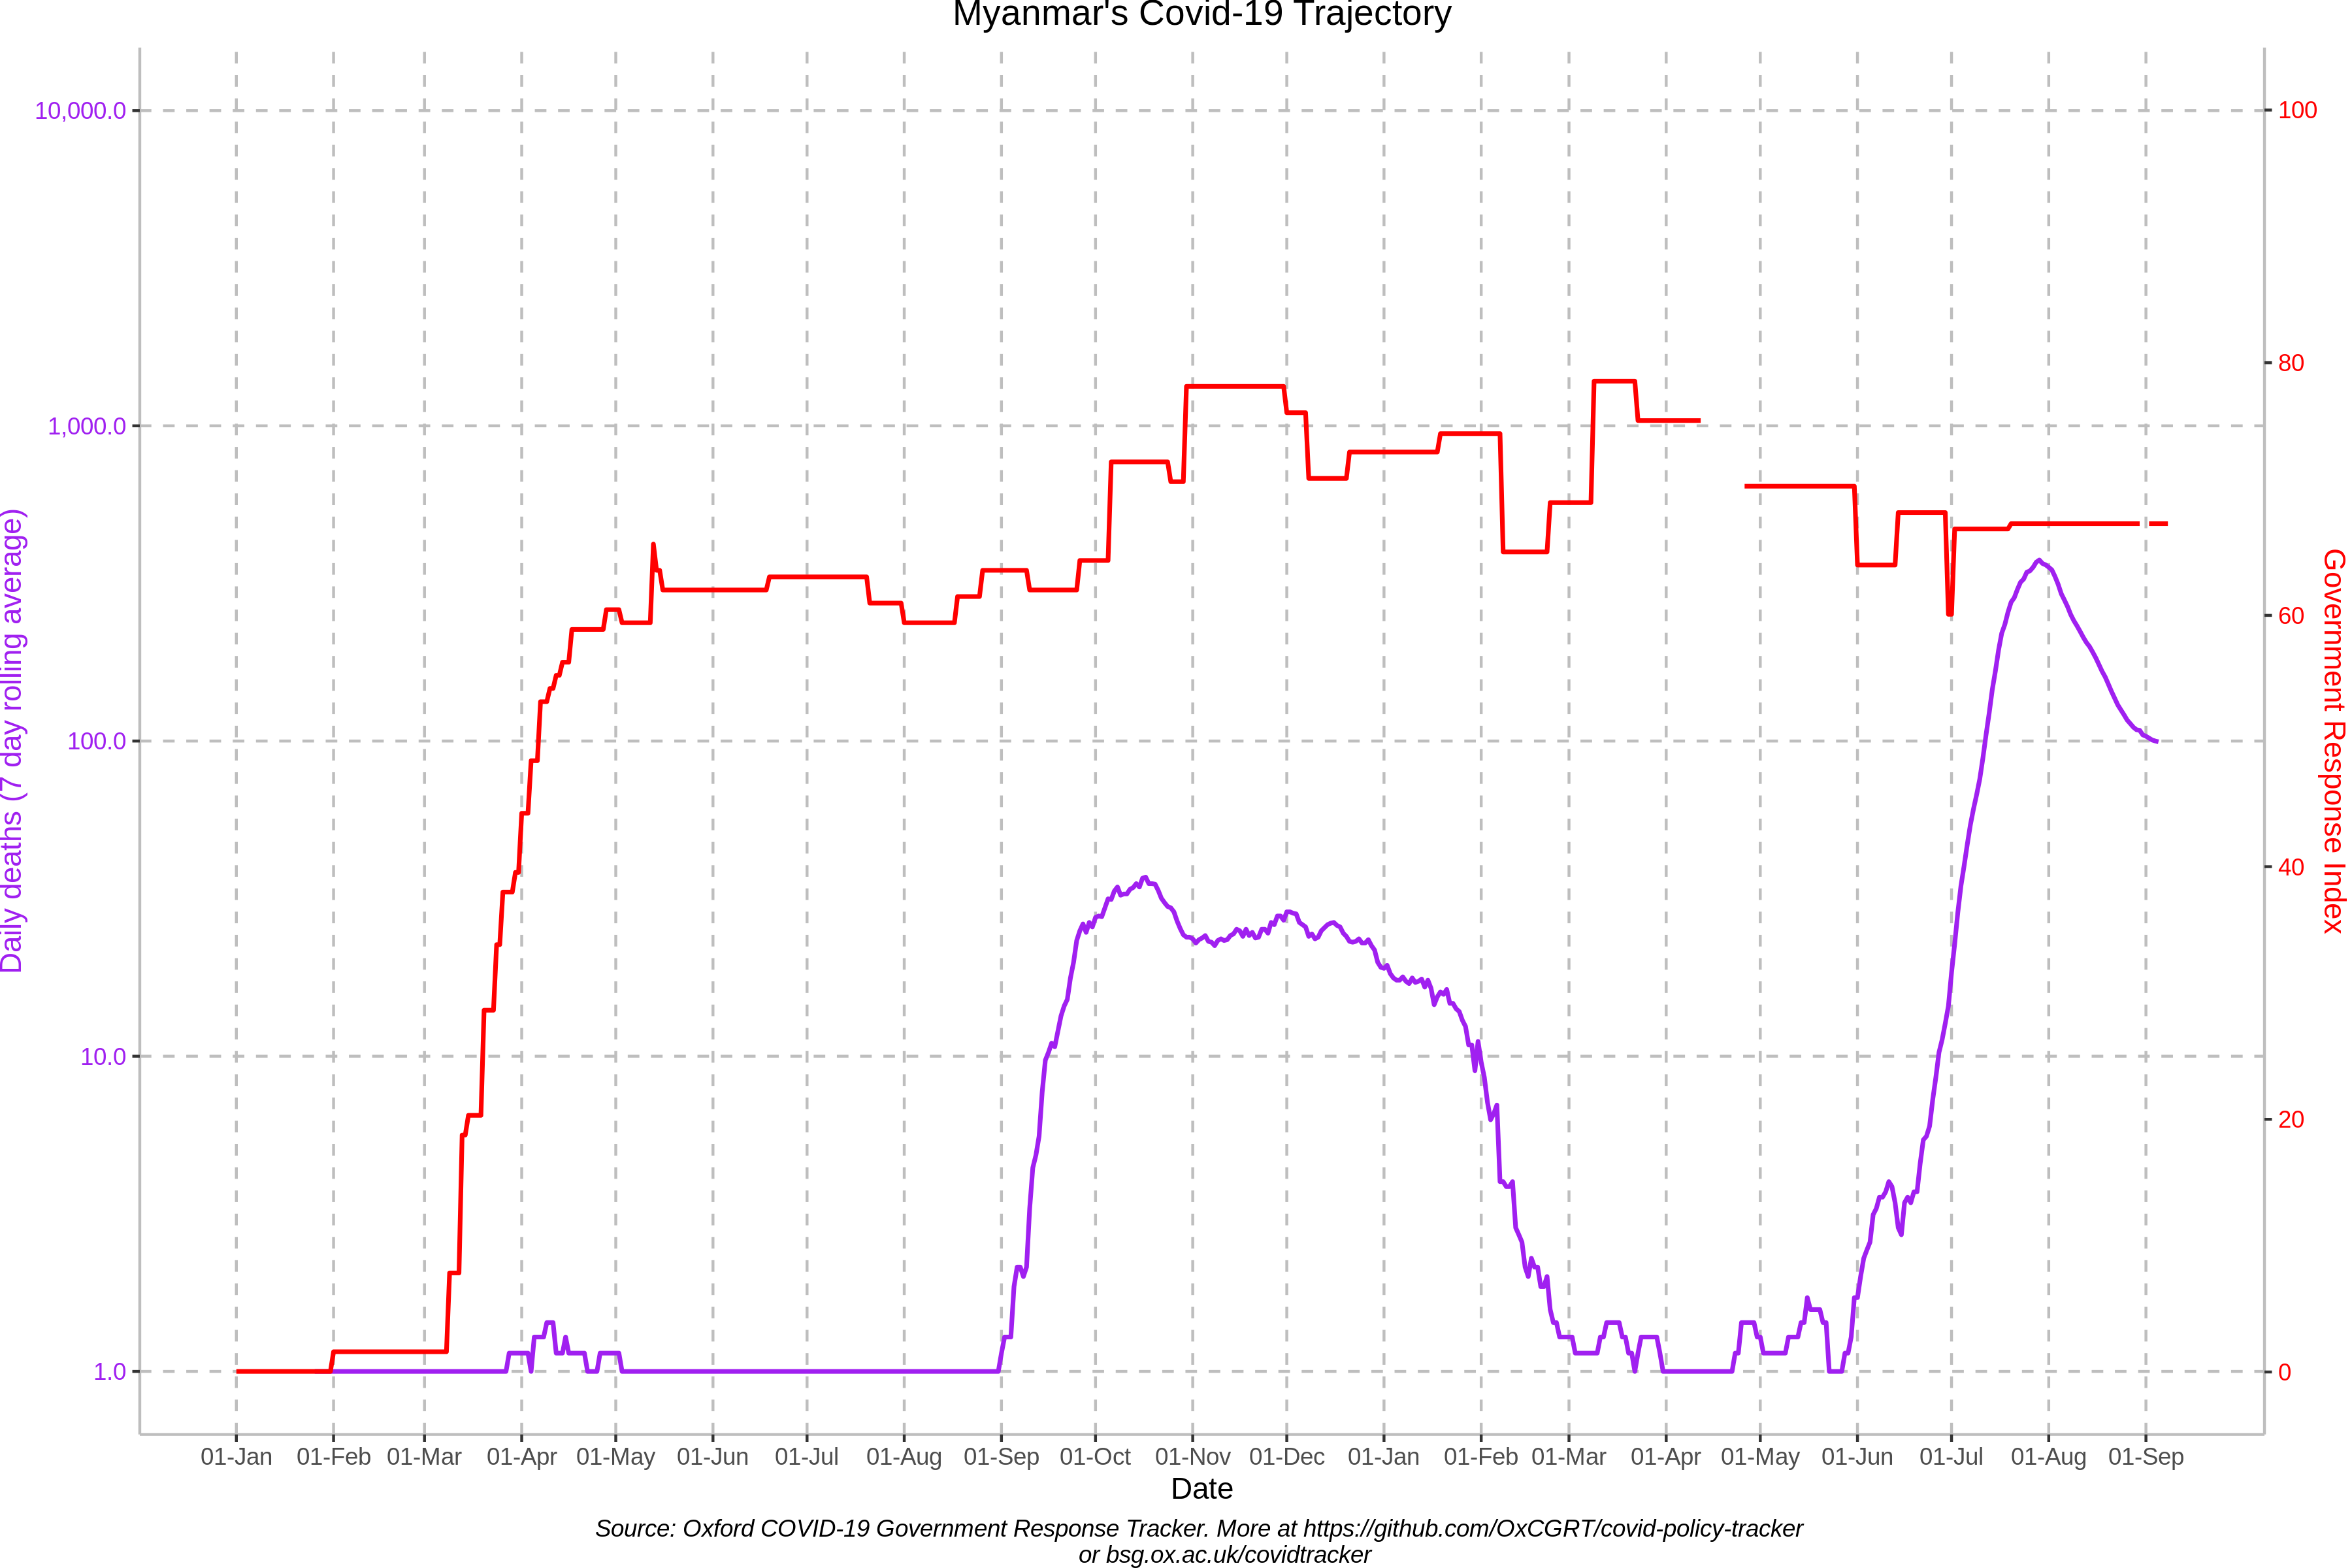 Myanmar's Covid-19 Trajectory
10,000.0
1,000.0
100.0
10.0
1.0
Daily deaths (7 day rolling average)
100
80
60
40
20
0
Government Response Index
01-Jan 01-Feb 01-Mar 01-Apr 01-May 01-Jun 01-Jul 01-Aug 01-Sep 01-Oct 01-Nov 01-Dec 01-Jan 01-Feb 01-Mar 01-Apr 01-May 01-Jun 01-Jul 01-Aug 01-Sep
Date
Source: Oxford COVID-19 Government Response Tracker. More at https://github.com/OxCGRT/covid-policy-tracker
or bsg.ox.ac.uk/covidtracker